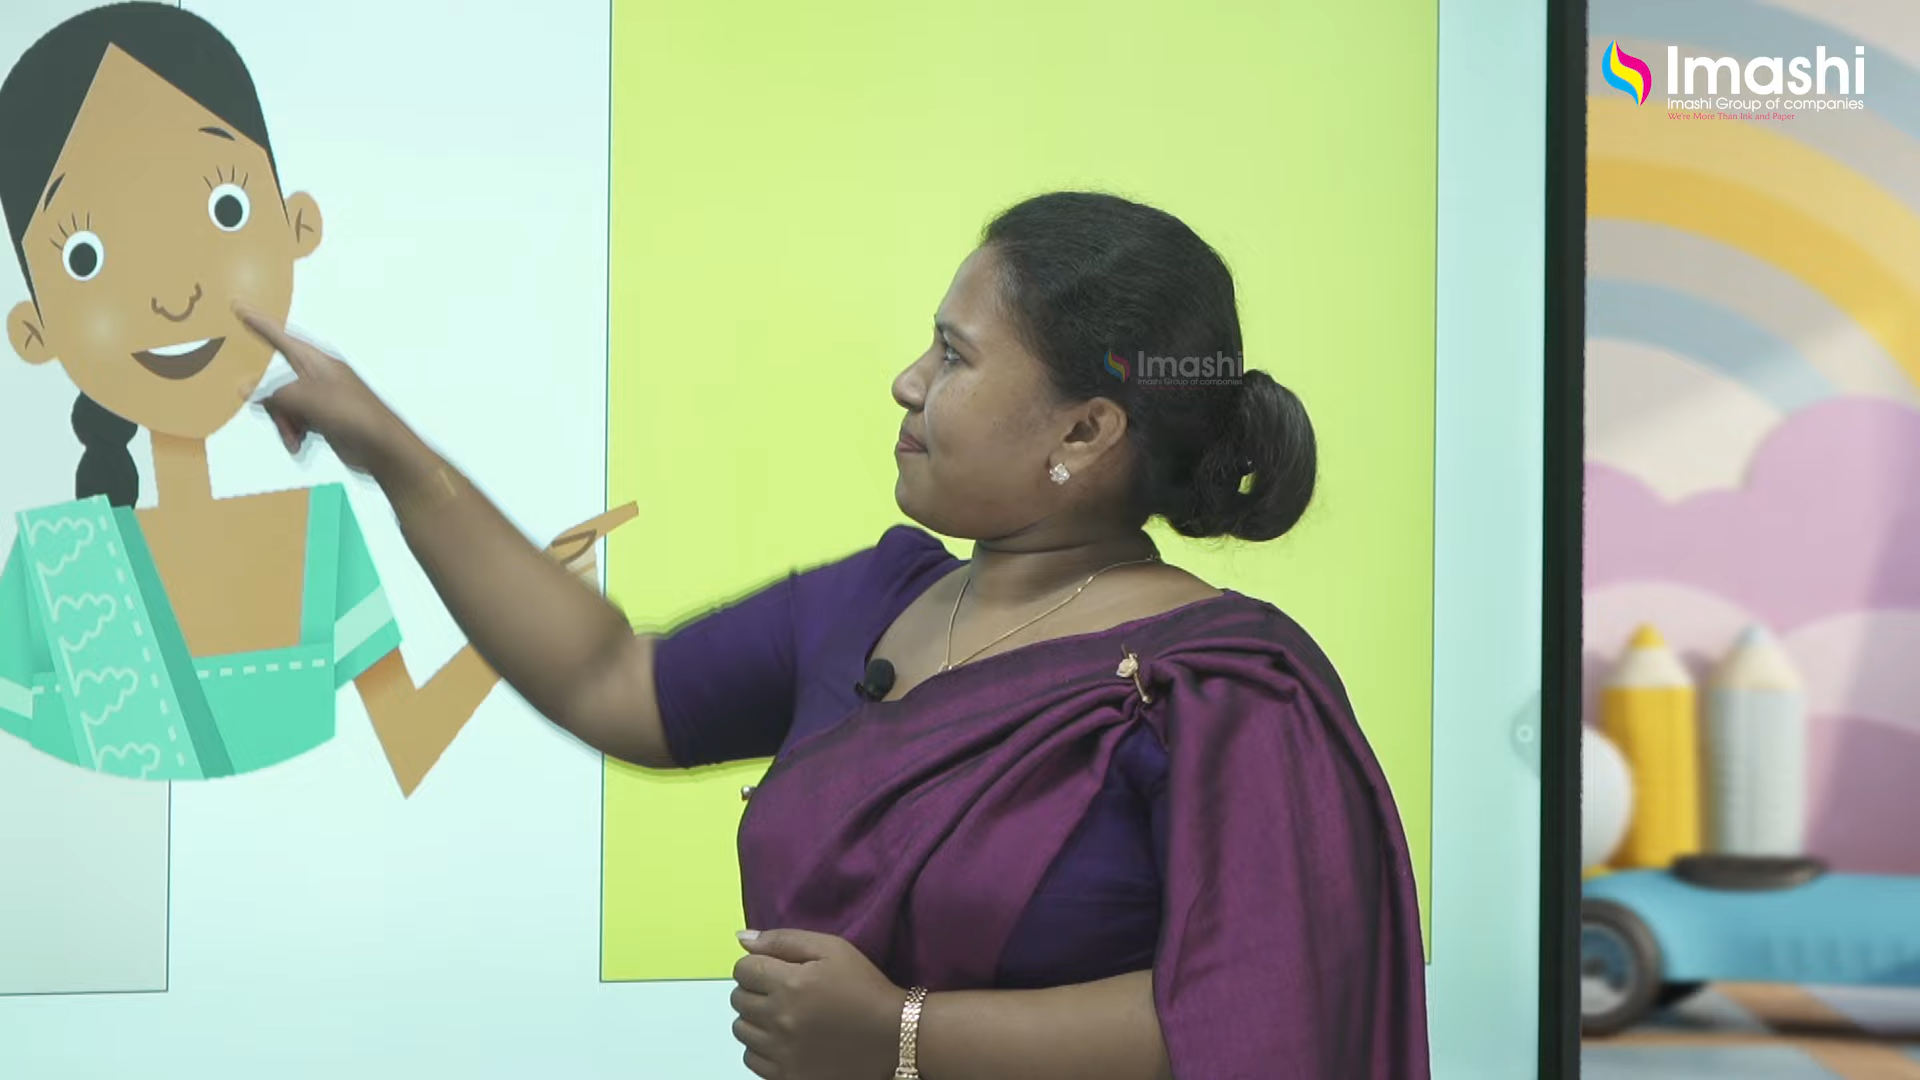 Imashi
Imashi Group of companies
We're More Than Ink and Paper
Imashi
Imashi Group of companies